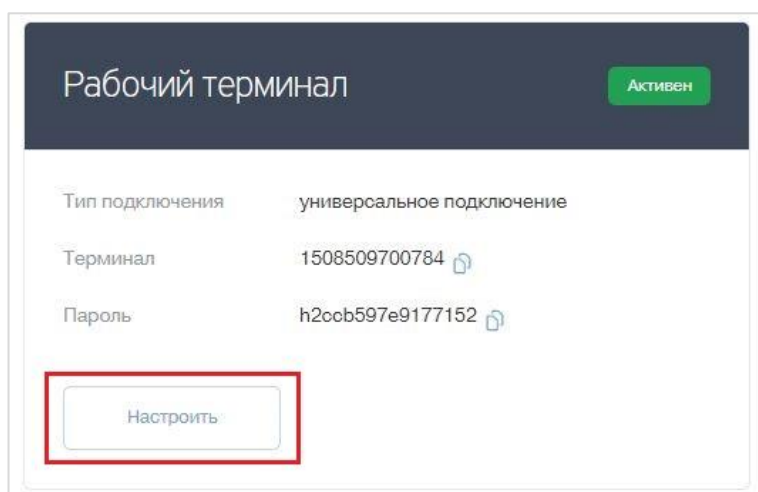 Рабочий терминал Активен
Тип подключения универсальное подключение
Терминал 1508509700784
Пароль h2ccb597e9177152
Настроить